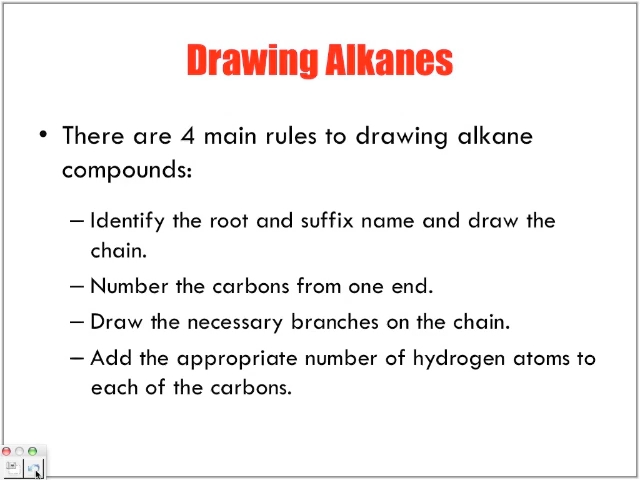 Drawing Alkanes
• There are 4 main rules to drawing alkane
compounds:
– Identify the root and suffix name and draw the
chain.
– Number the carbons from one end.
– Draw the necessary branches on the chain.
– Add the appropriate number of hydrogen atoms to
each of the carbons.